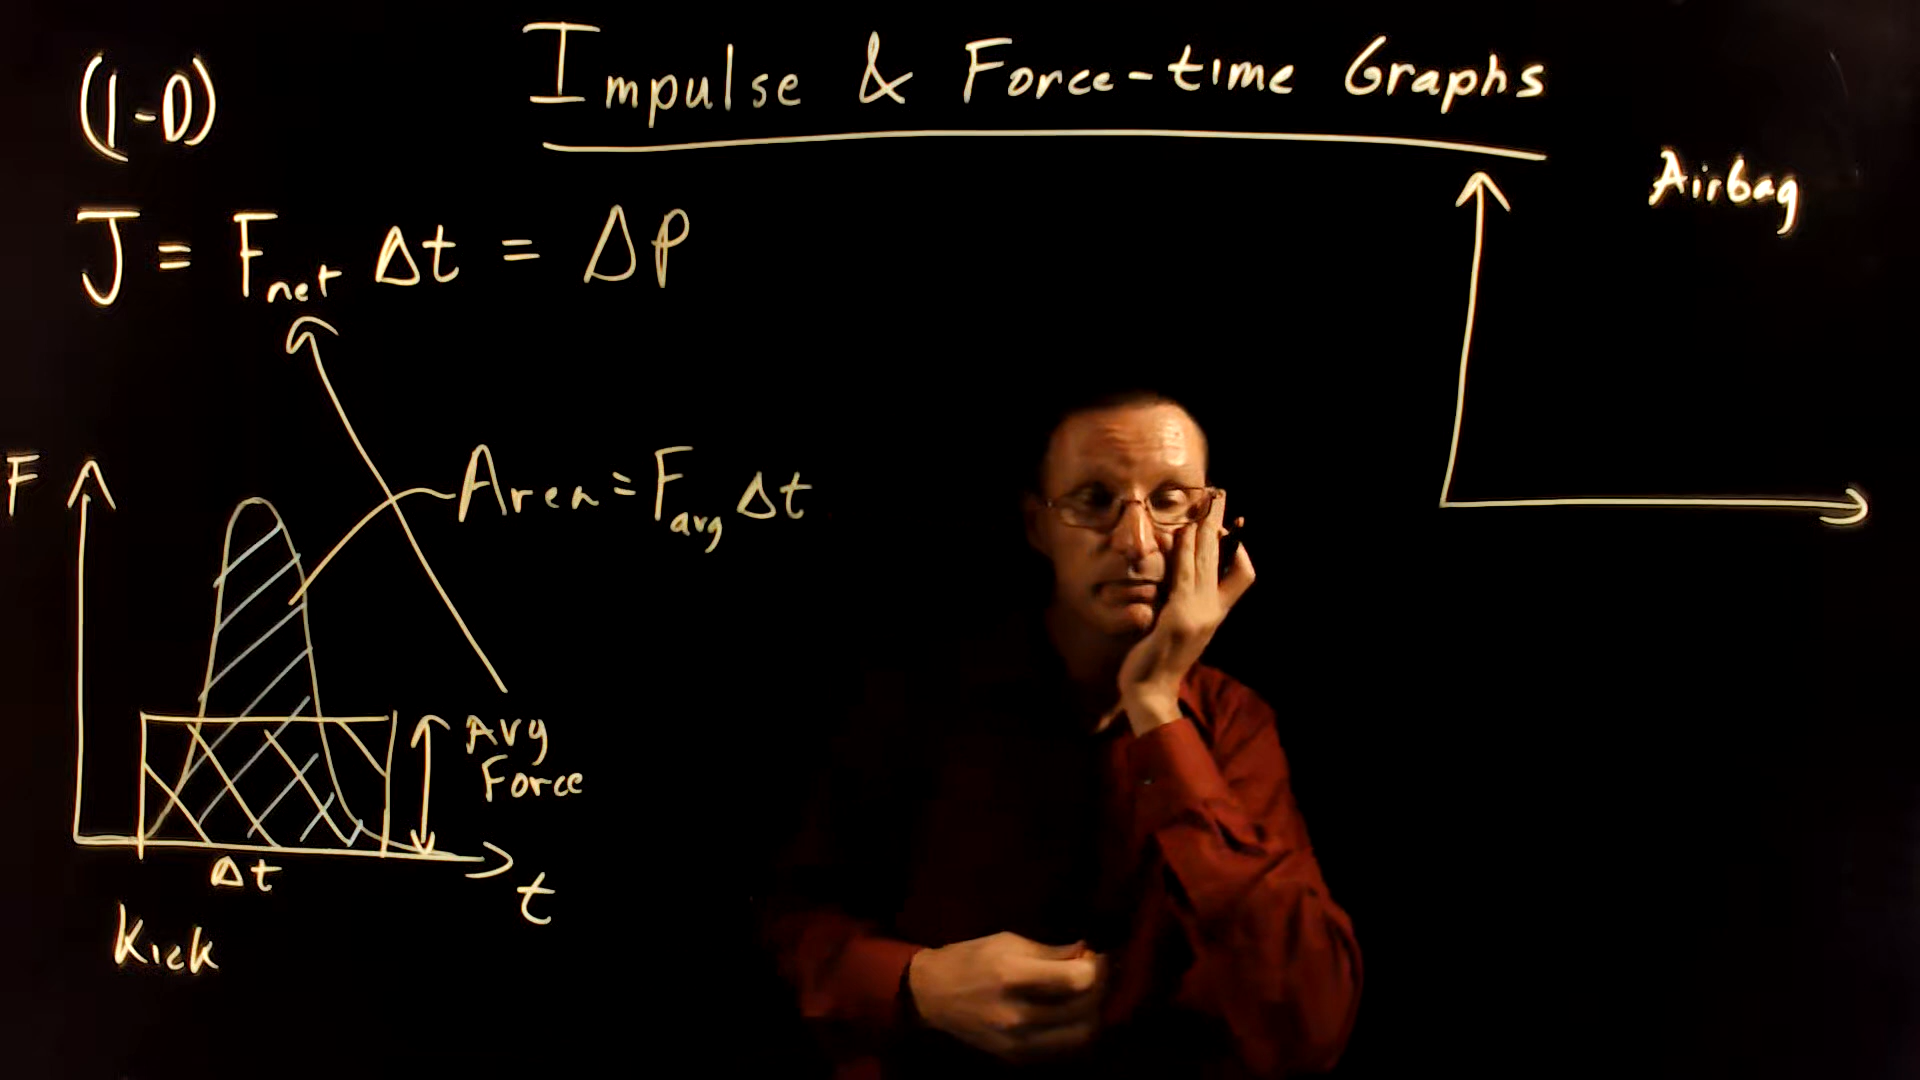 (1-D)
Impulse & Force-time Graphs
Airbag
J = Fnet Δt = ΔP
F
Area = Favg Δt
Avg
Force
Δt
t
Kick